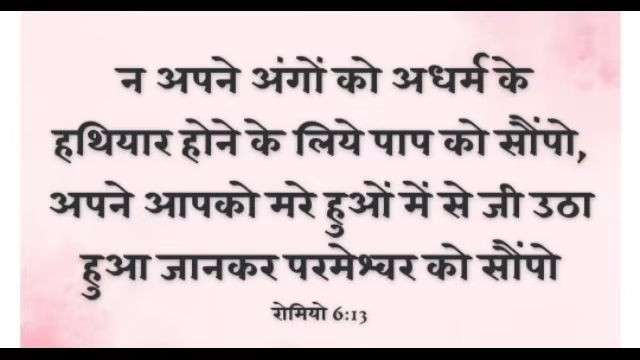 न अपने अंगों को अधर्म के
हथियार होने के लिये पाप को सौंपो,
अपने आपको मरे हुओं में से जी उठा
हुआ जानकर परमेश्वर को सौंपो
रोमियो 6:13